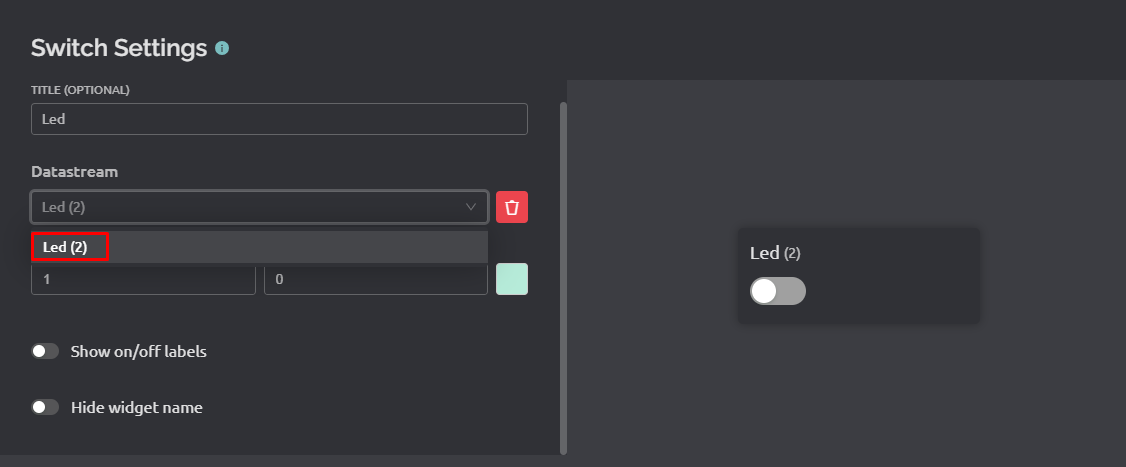 Switch Settings
TITLE (OPTIONAL)
Led
Datastream
Led (2)
Led (2)
1
0
Show on/off labels
Hide widget name
Led (2)